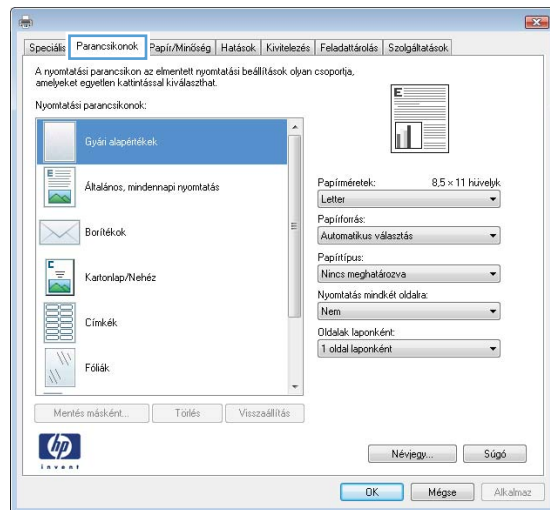 Speciális Parancsikonok Papír/Minőség Hatások Kivitelezés Feladattárolás Szolgáltatások
A nyomtatási parancsikon az elmentett nyomtatási beállítások olyan csoportja,
amelyeket egyetlen kattintással kiválaszthat.
Nyomtatási parancsikonok:
Gyári alapértékek
Általános, mindennapi nyomtatás
Borítékok
Kartonlap/Nehéz
Címkék
Fóliák
E
Papírméretek: 8,5 × 11 hüvelyk
Letter
Papírforrás:
Automatikus választás
Papírtípus:
Nincs meghatározva
Nyomtatás mindkét oldalra:
Nem
Oldalak laponként:
1 oldal laponként
Mentés másként... Törlés Visszaállítás
hp
invent
Névjegy... Súgó
OK Mégse Alkalmaz